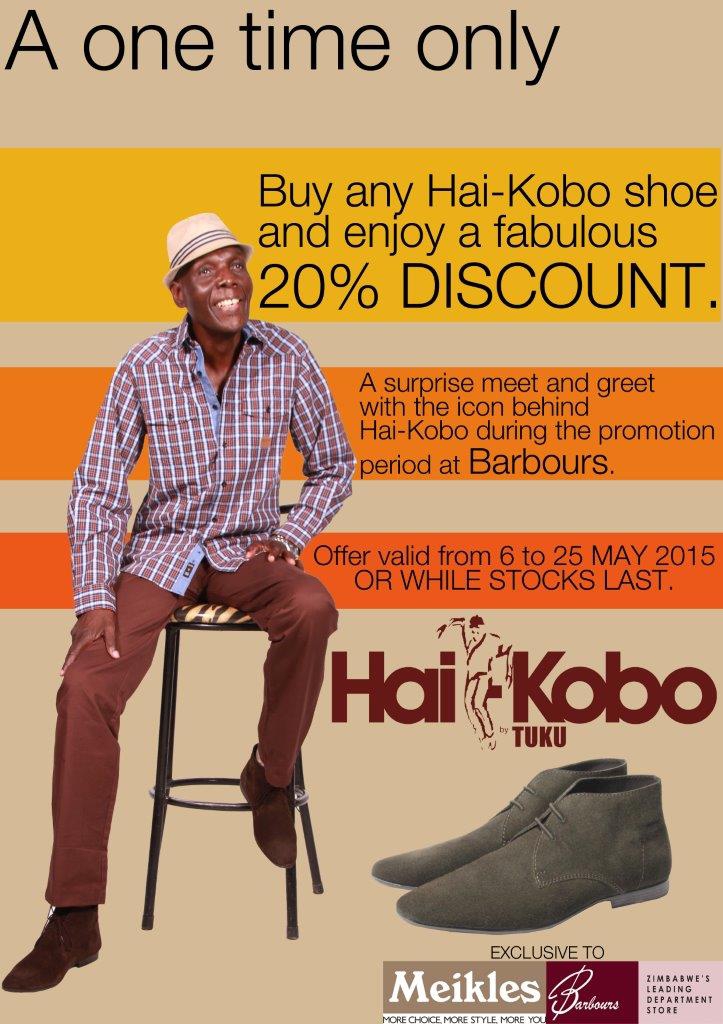 A one time only
Buy any Hai-Kobo shoe
and enjoy a fabulous
20% DISCOUNT.
A surprise meet and greet
with the icon behind
Hai-Kobo during the promotion
period at Barbours.
Offer valid from 6 to 25 MAY 2015
OR WHILE STOCKS LAST.
Hai-Kobo
by TUKU
EXCLUSIVE TO
Meikles
MORE CHOICE, MORE STYLE, MORE YOU
Barbours
ZIMBABWE'S
LEADING
DEPARTMENT
STORE